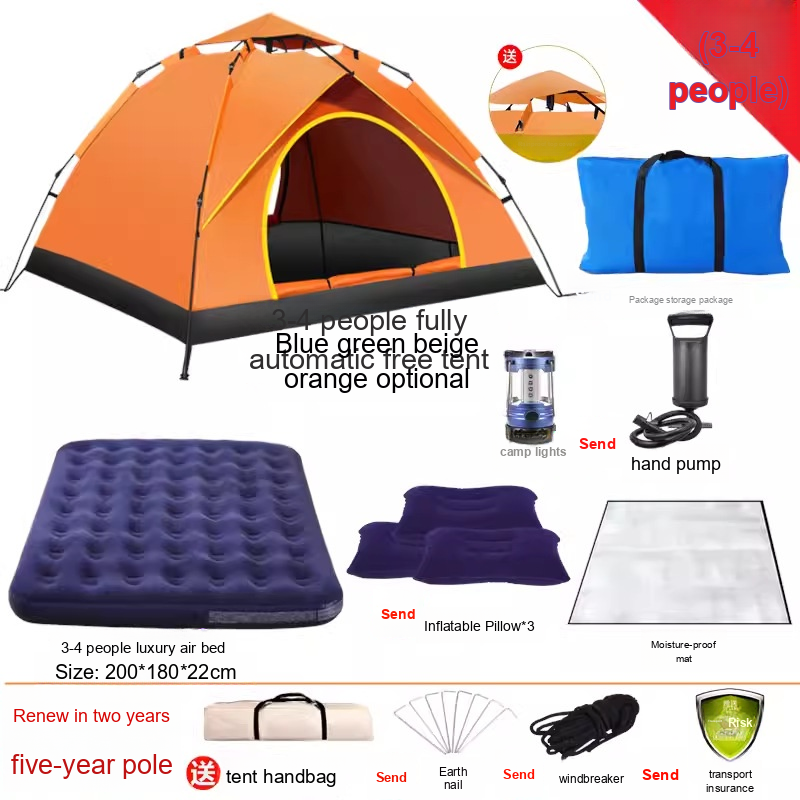 送
(3-4
people)
Package storage package
3-4 people fully
Blue green beige
automatic free tent
orange optional
camp lights
Send
hand pump
Send
Inflatable Pillow*3
3-4 people luxury air bed
Size: 200*180*22cm
Moisture-proof
mat
Renew in two years
five-year pole
送
tent handbag
Send
Earth
nail
Send
windbreaker
Send
Risk
transport
insurance